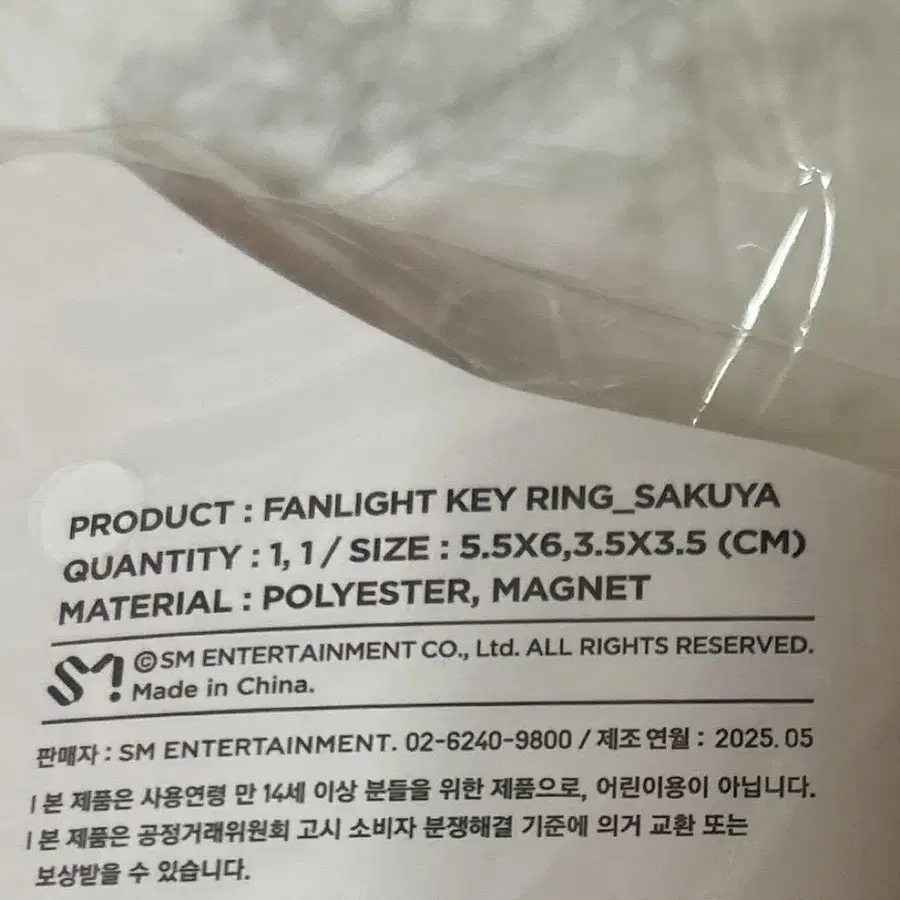 PRODUCT : FANLIGHT KEY RING_SAKUYA
QUANTITY : 1, 1 / SIZE : 5.5X6,3.5X3.5 (CM)
MATERIAL : POLYESTER, MAGNET
SM! ©SM ENTERTAINMENT CO., Ltd. ALL RIGHTS RESERVED.
Made in China.
판매자 : SM ENTERTAINMENT. 02-6240-9800 / 제조연월 : 2025. 05
| 본 제품은 사용연령 만 14세 이상 분들을 위한 제품으로, 어린이용이 아닙니다.
| 본 제품은 공정거래위원회 고시 소비자 분쟁해결 기준에 의거 교환 또는
보상받을 수 있습니다.